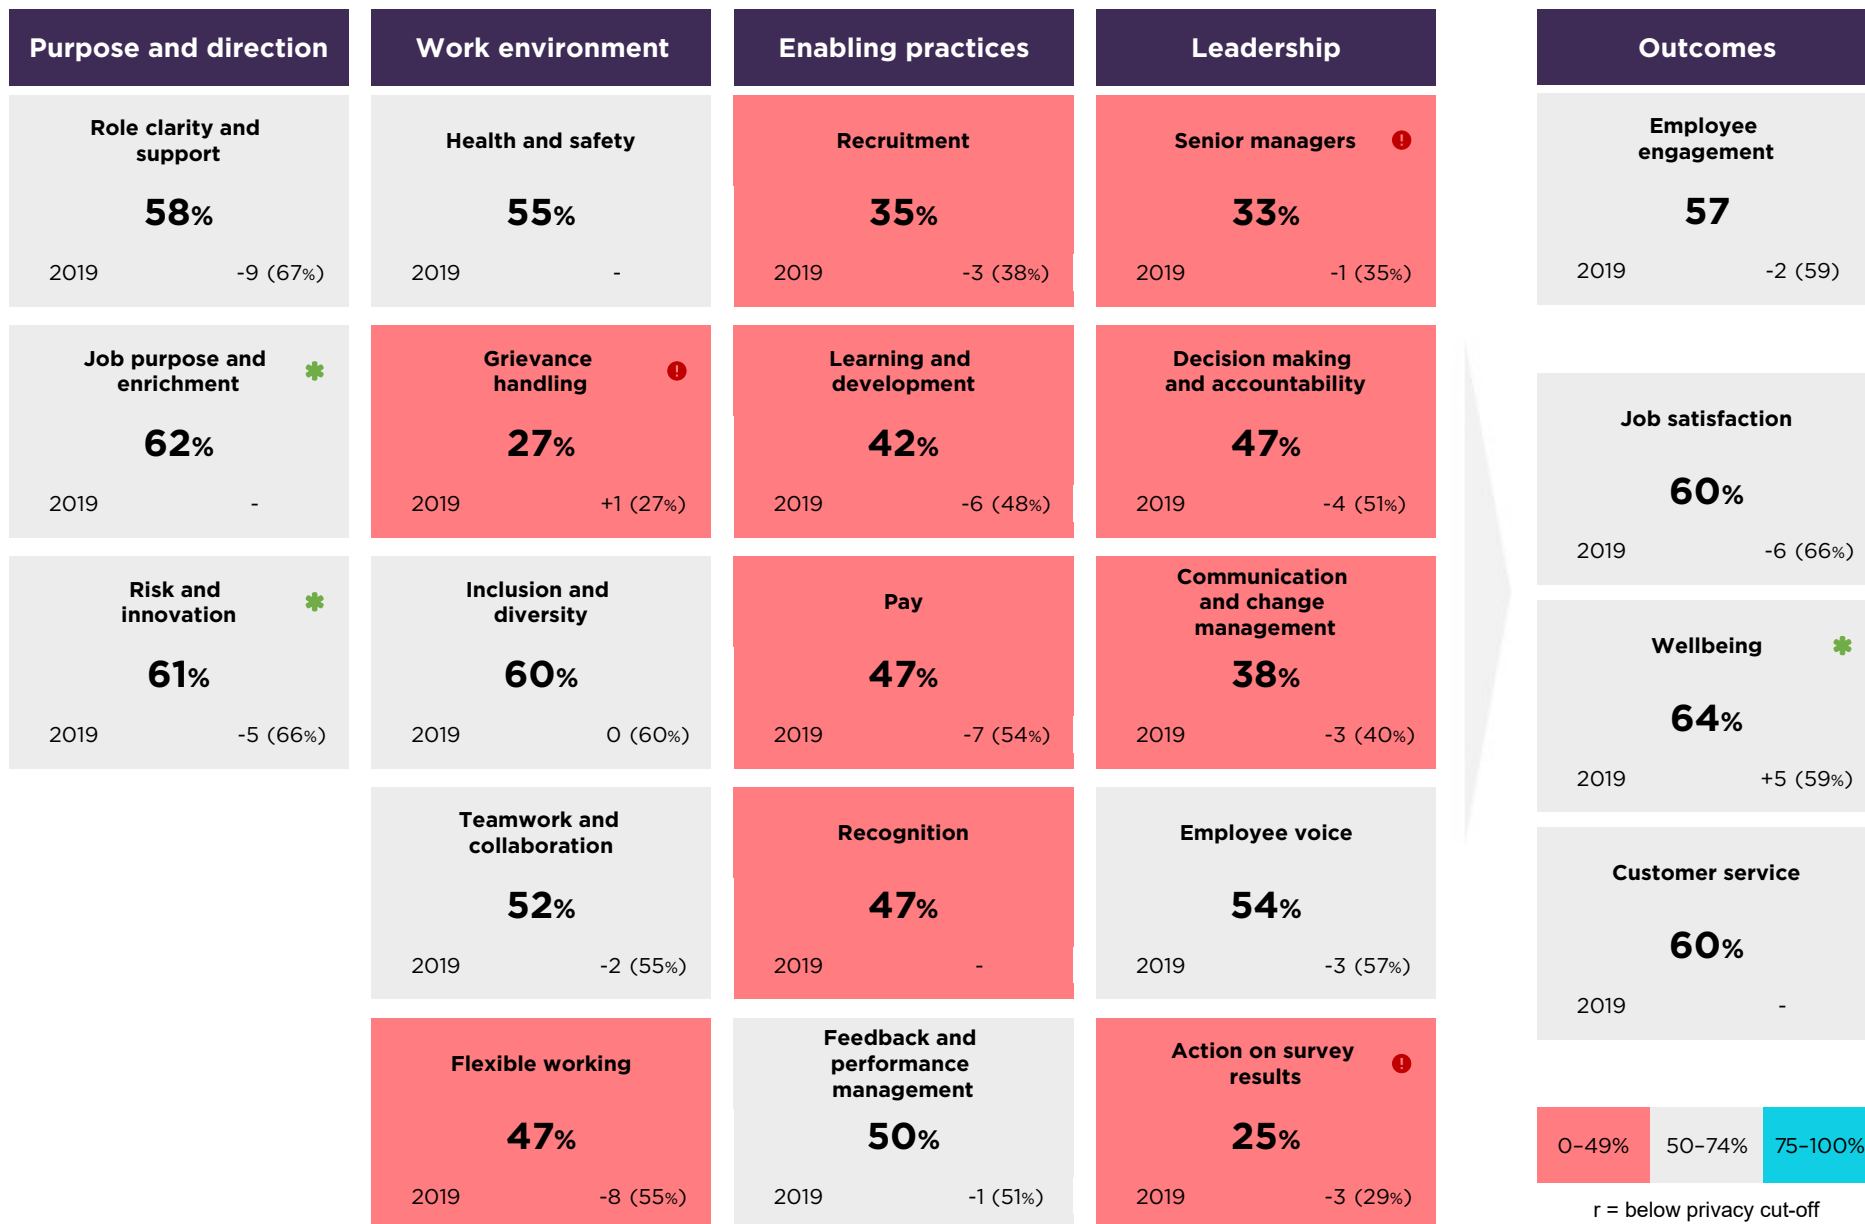 Purpose and direction
Role clarity and
support
58%
2019 -9 (67%)
Job purpose and
enrichment
62%
2019 -
Risk and
innovation
61%
2019 -5 (66%)
Work environment
Health and safety
55%
2019 -
Grievance
handling
27%
2019 +1 (27%)
Inclusion and
diversity
60%
2019 0 (60%)
Teamwork and
collaboration
52%
2019 -2 (55%)
Flexible working
47%
2019 -8 (55%)
Enabling practices
Recruitment
35%
2019 -3 (38%)
Learning and
development
42%
2019 -6 (48%)
Pay
47%
2019 -7 (54%)
Recognition
47%
2019 -
Feedback and
performance
management
50%
2019 -1 (51%)
Leadership
Senior managers
33%
2019 -1 (35%)
Decision making
and accountability
47%
2019 -4 (51%)
Communication
and change
management
38%
2019 -3 (40%)
Employee voice
54%
2019 -3 (57%)
Action on survey
results
25%
2019 -3 (29%)
Outcomes
Employee
engagement
57
2019 -2 (59)
Job satisfaction
60%
2019 -6 (66%)
Wellbeing
64%
2019 +5 (59%)
Customer service
60%
2019 -
0–49% 50–74% 75–100%
r = below privacy cut-off